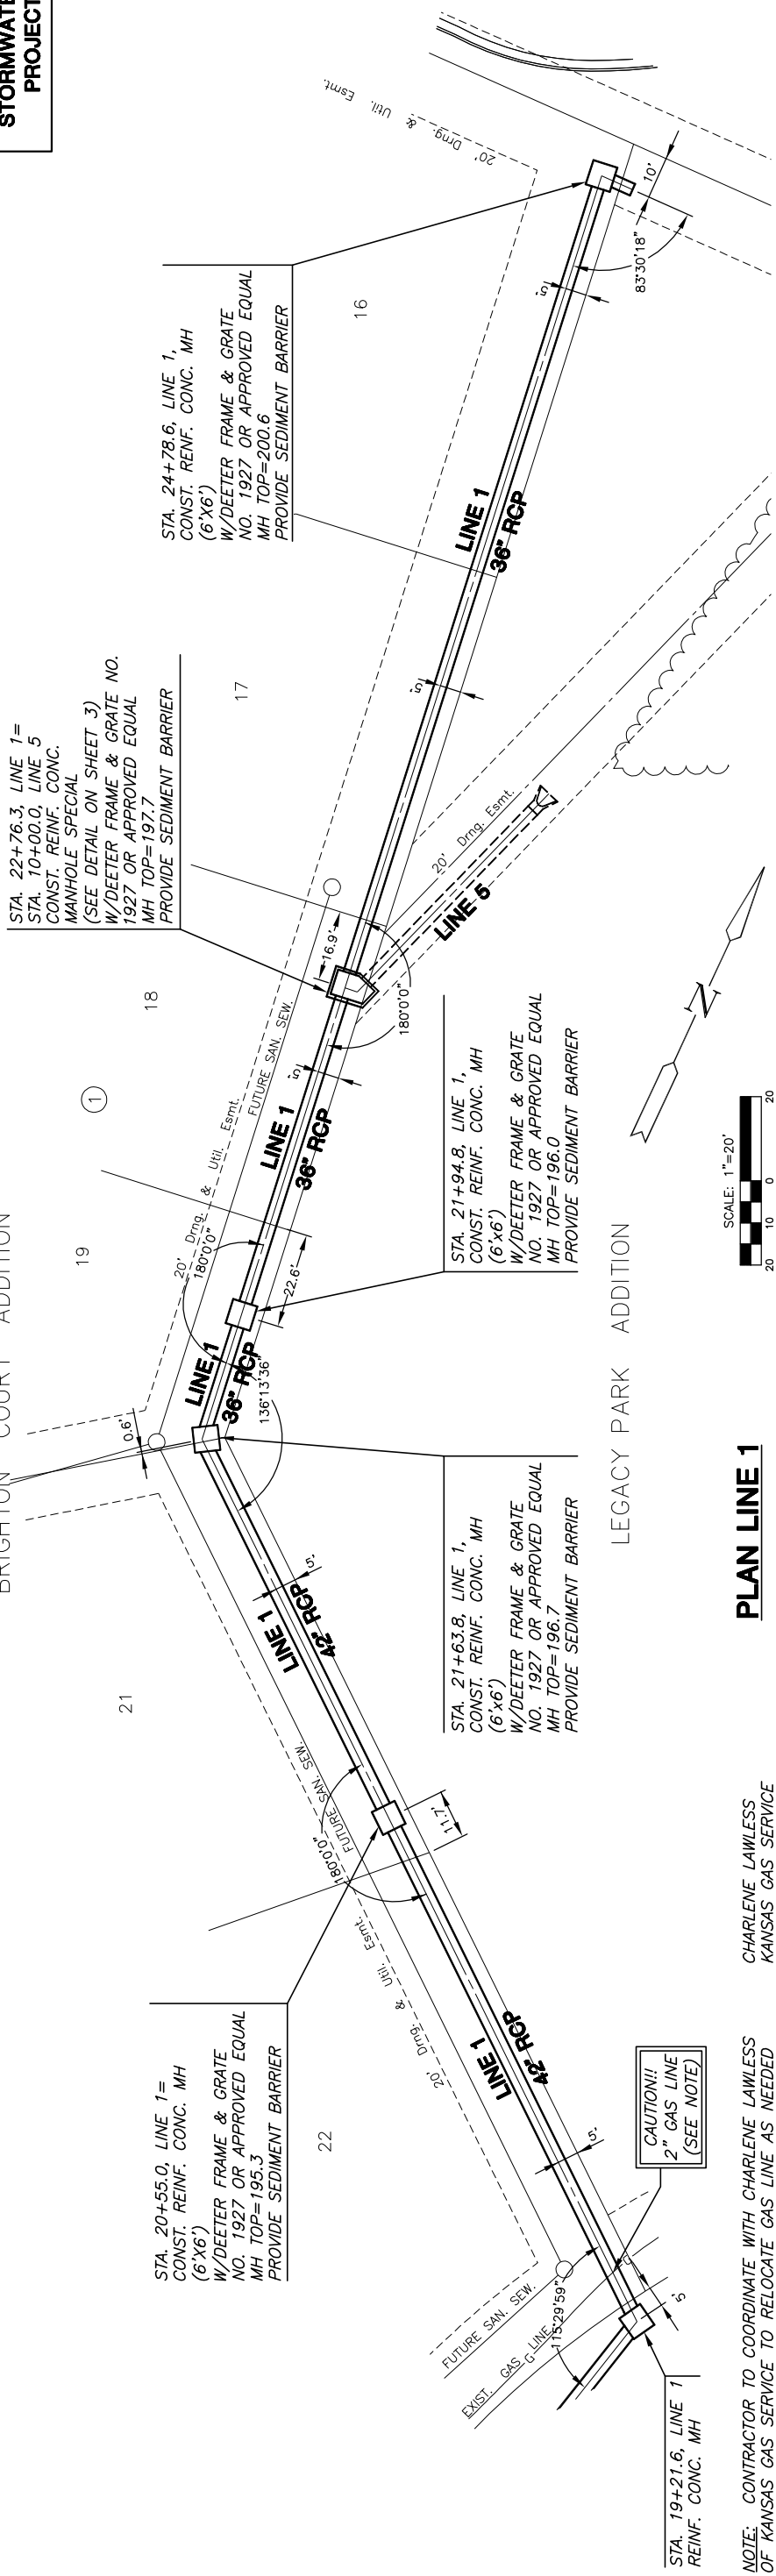 STORMWATE
PROJECT
BRIGHTON COURT ADDITION
STA. 20+55.0, LINE 1=
CONST. REINF. CONC. MH
(6'X6')
W/DEETER FRAME & GRATE
NO. 1927 OR APPROVED EQUAL
MH TOP=195.3
PROVIDE SEDIMENT BARRIER
STA. 22+76.3, LINE 1=
STA. 10+00.0, LINE 5
CONST. REINF. CONC.
MANHOLE SPECIAL
(SEE DETAIL ON SHEET 3)
W/DEETER FRAME & GRATE NO.
1927 OR APPROVED EQUAL
MH TOP=197.7
PROVIDE SEDIMENT BARRIER
STA. 24+78.6, LINE 1,
CONST. RENF. CONC. MH
(6'X6')
W/DEETER FRAME & GRATE
NO. 1927 OR APPROVED EQUAL
MH TOP=200.6
PROVIDE SEDIMENT BARRIER
22
21
19
1
18
17
16
20' Drng. & Util. Esmt.
20' Drng. & Util. Esmt.
20' Drng. & Util. Esmt.
FUTURE SAN. SEW.
FUTURE SAN. SEW.
FUTURE SAN. SEW.
EXIST. GAS LINE
G
115°29'59"
180°0'0"
136°13'36"
180°0'0"
180°0'0"
83°30'18"
0.6'
11.7'
22.6'
16.9'
10'
5'
5'
5'
5'
5'
5'
LINE 1
42" RCP
LINE 1
42" RCP
LINE 1
36" RCP
LINE 1
36" RCP
LINE 1
36" RCP
20' Drng. Esmt.
LINE 5
STA. 19+21.6, LINE 1
REINF. CONC. MH
CAUTION!!
2" GAS LINE
(SEE NOTE)
STA. 21+63.8, LINE 1,
CONST. REINF. CONC. MH
(6'x6')
W/DEETER FRAME & GRATE
NO. 1927 OR APPROVED EQUAL
MH TOP=196.7
PROVIDE SEDIMENT BARRIER
STA. 21+94.8, LINE 1,
CONST. REINF. CONC. MH
(6'x6')
W/DEETER FRAME & GRATE
NO. 1927 OR APPROVED EQUAL
MH TOP=196.0
PROVIDE SEDIMENT BARRIER
LEGACY PARK ADDITION
N
SCALE: 1"=20'
20 10 0 20
PLAN LINE 1
NOTE: CONTRACTOR TO COORDINATE WITH CHARLENE LAWLESS
OF KANSAS GAS SERVICE TO RELOCATE GAS LINE AS NEEDED
CHARLENE LAWLESS
KANSAS GAS SERVICE